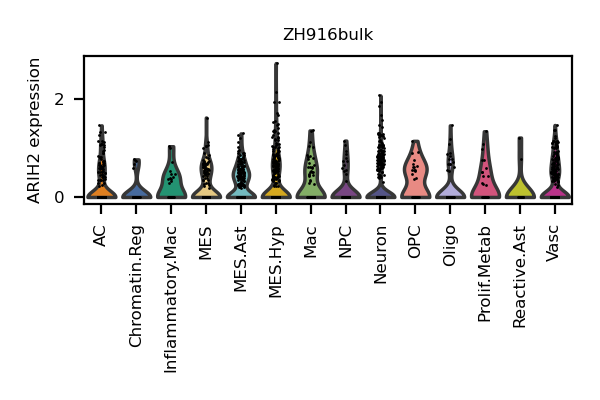 ZH916bulk
ARIH2 expression
2
0
AC
Chromatin.Reg
Inflammatory.Mac
MES
MES.Ast
MES.Hyp
Mac
NPC
Neuron
OPC
Oligo
Prolif.Metab
Reactive.Ast
Vasc